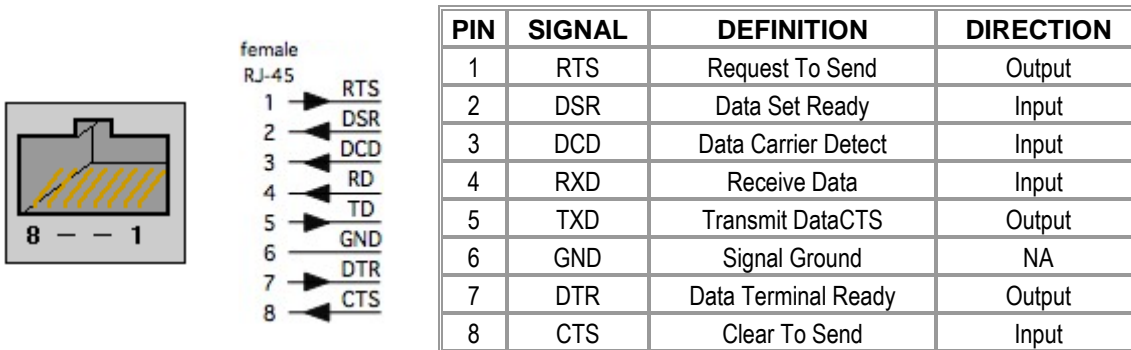 female
RJ-45
1 RTS
2 DSR
3 DCD
4 RD
5 TD
6 GND
7 DTR
8 CTS
8 – – 1
PIN SIGNAL DEFINITION DIRECTION
1 RTS Request To Send Output
2 DSR Data Set Ready Input
3 DCD Data Carrier Detect Input
4 RXD Receive Data Input
5 TXD Transmit DataCTS Output
6 GND Signal Ground NA
7 DTR Data Terminal Ready Output
8 CTS Clear To Send Input